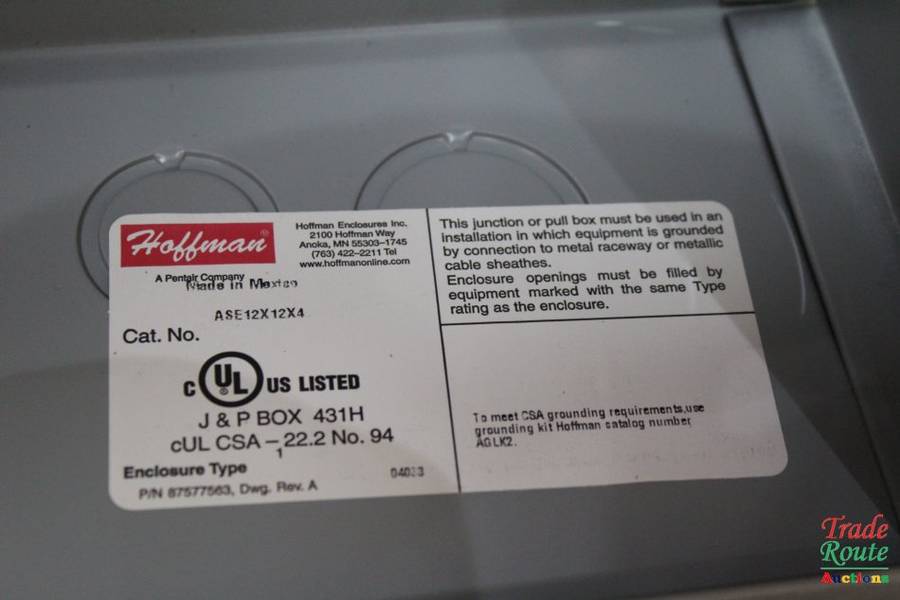 Hoffman®
A Pentair Company
Made in Mexico
Hoffman Enclosures Inc.
2100 Hoffman Way
Anoka, MN 55303-1745
(763) 422-2211 Tel
www.hoffmanonline.com
ASE12X12X4
Cat. No.
c UL ® US LISTED
J & P BOX 431H
cUL CSA - 22.2 No. 94
1
Enclosure Type
P/N 87577563, Dwg. Rev. A
This junction or pull box must be used in an
installation in which equipment is grounded
by connection to metal raceway or metallic
cable sheathes.
Enclosure openings must be filled by
equipment marked with the same Type
rating as the enclosure.
To meet CSA grounding requirements,use
grounding kit Hoffman catalog number
AGLK2.
Trade
Route
Auctions